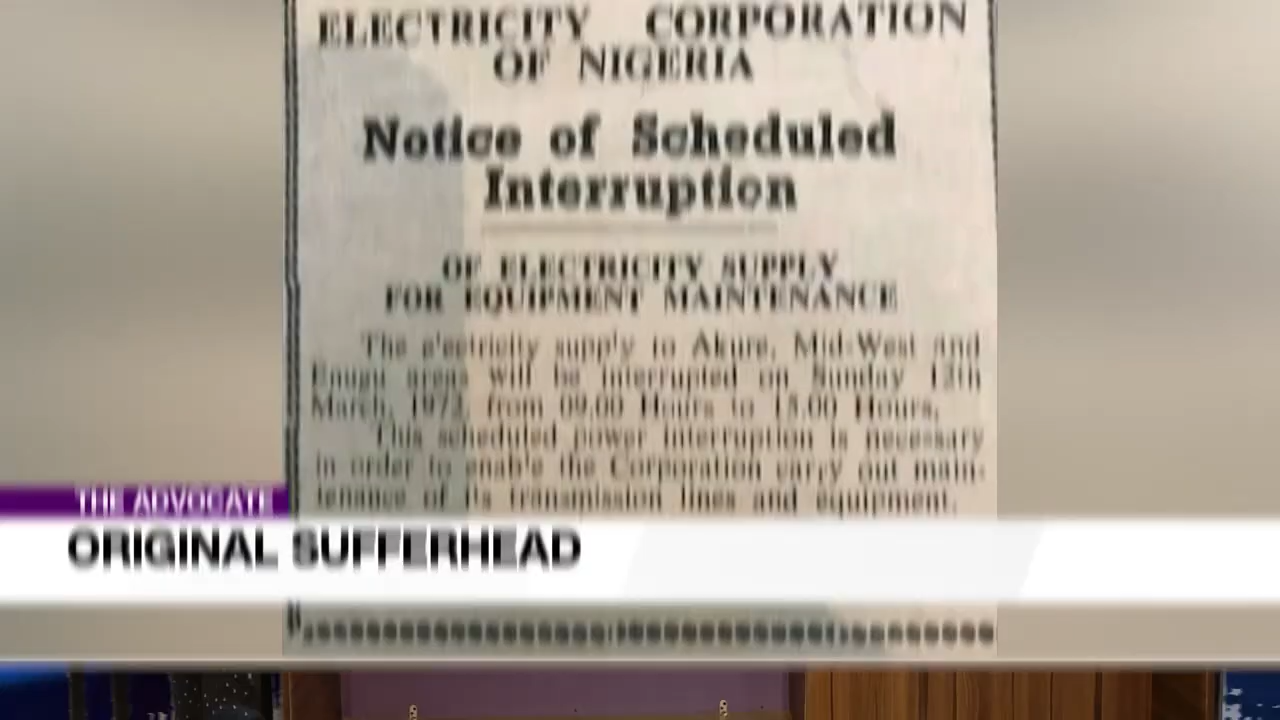 ELECTRICITY CORPORATION
OF NIGERIA
Notice of Scheduled
Interruption
OF ELECTRICITY SUPPLY
FOR EQUIPMENT MAINTENANCE
The electricity supply to Akure, Mid-West and
Enugu areas will be interrupted on Sunday 12th
March, 1972, from 09.00 Hours to 15.00 Hours.
This scheduled power interruption is necessary
in order to enable the Corporation carry out main-
tenance of its transmission lines and equipment.
THE ADVOCATE
ORIGINAL SUFFERHEAD